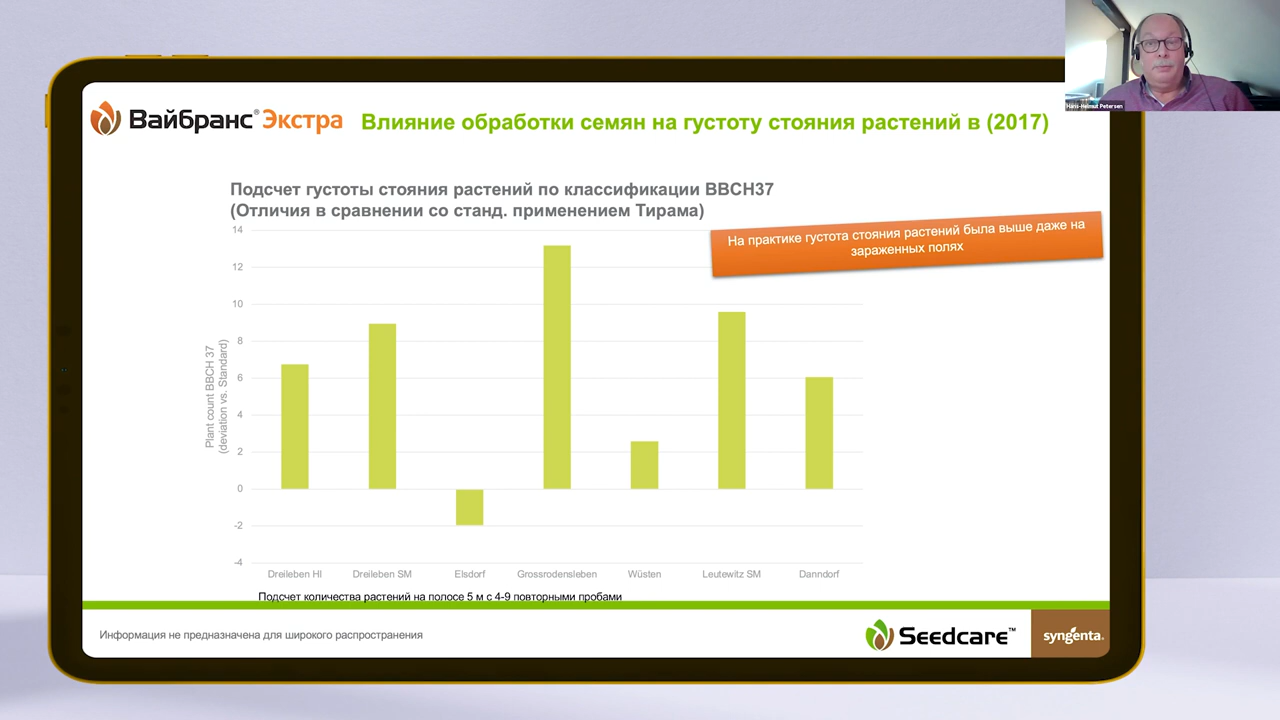 Вайбранс® Экстра
Влияние обработки семян на густоту стояния растений в (2017)
Hans-Helmut Petersen
Подсчет густоты стояния растений по классификации BBCH37
(Отличия в сравнении со станд. применением Тирама)
На практике густота стояния растений была выше даже на
зараженных полях
14
12
10
8
6
4
2
0
-2
-4
Plant count BBCH 37
(deviation vs. Standard)
Dreileben HI
Dreileben SM
Elsdorf
Grossrodensleben
Wüsten
Leutewitz SM
Danndorf
Подсчет количества растений на полосе 5 м с 4-9 повторными пробами
Информация не предназначена для широкого распространения
Seedcare™
syngenta.